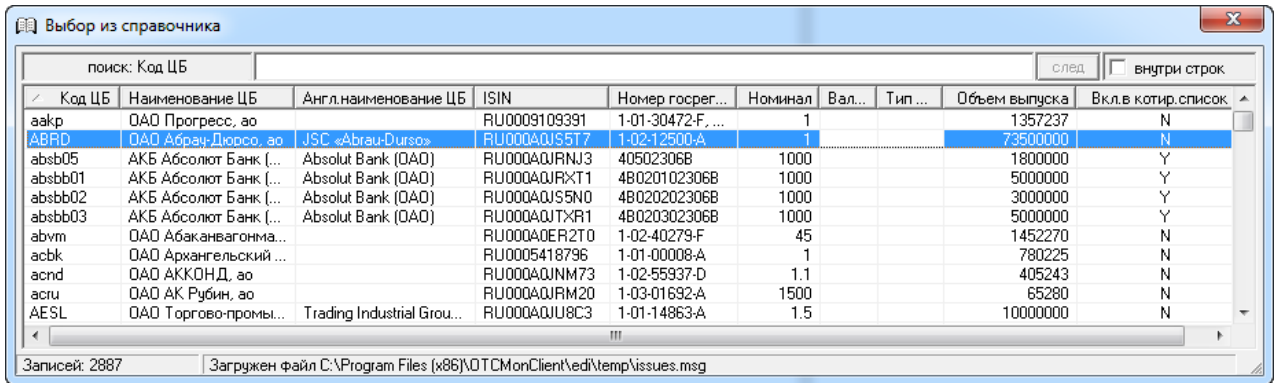 Выбор из справочника
поиск: Код ЦБ след внутри строк
Код ЦБ Наименование ЦБ Англ.наименование ЦБ ISIN Номер госрег... Номинал Вал... Тип ... Объем выпуска Вкл.в котир.список
aakp ОАО Прогресс, ао RU0009109391 1-01-30472-F, ... 1 1357237 N
ABRD ОАО Абрау-Дюрсо, ао JSC «Abrau-Durso» RU000A0JS5T7 1-02-12500-A 1 73500000 N
absb05 АКБ Абсолют Банк (... Absolut Bank (ОАО) RU000A0JRNJ3 40502306B 1000 1800000 Y
absbb01 АКБ Абсолют Банк (... Absolut Bank (ОАО) RU000A0JRXT1 4B020102306B 1000 5000000 Y
absbb02 АКБ Абсолют Банк (... Absolut Bank (ОАО) RU000A0JS5N0 4B020202306B 1000 3000000 Y
absbb03 АКБ Абсолют Банк (... Absolut Bank (ОАО) RU000A0JTXR1 4B020302306B 1000 5000000 Y
abvm ОАО Абаканвагонма... RU000A0ER2T0 1-02-40279-F 45 1452270 N
acbk ОАО Архангельский ... RU0005418796 1-01-00008-A 1 780225 N
acnd ОАО АККОНД, ао RU000A0JNM73 1-02-55937-D 1.1 405243 N
acru ОАО АК Рубин, ао RU000A0JRM20 1-03-01692-A 1500 65280 N
AESL ОАО Торгово-промы... Trading Industrial Grou... RU000A0JU8C3 1-01-14863-A 1.5 10000000 N
Записей: 2887 Загружен файл C:\Program Files (x86)\OTCMonClient\edi\temp\issues.msg